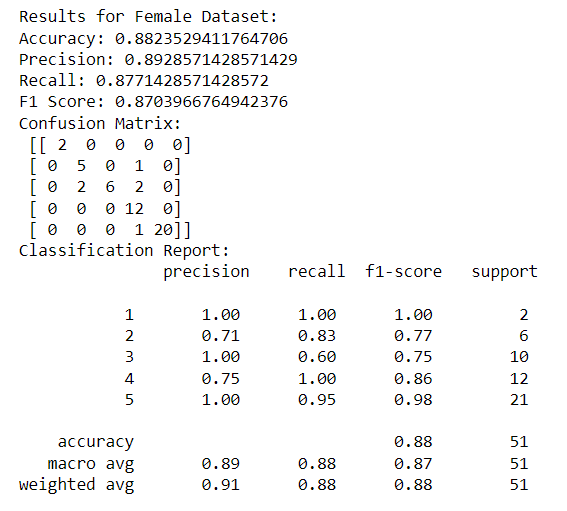 Results for Female Dataset:
Accuracy: 0.8823529411764706
Precision: 0.8928571428571429
Recall: 0.8771428571428572
F1 Score: 0.8703966764942376
Confusion Matrix:
[[ 2 0 0 0 0]
[ 0 5 0 1 0]
[ 0 2 6 2 0]
[ 0 0 0 12 0]
[ 0 0 0 1 20]]
Classification Report:
precision recall f1-score support
1 1.00 1.00 1.00 2
2 0.71 0.83 0.77 6
3 1.00 0.60 0.75 10
4 0.75 1.00 0.86 12
5 1.00 0.95 0.98 21
accuracy 0.88 51
macro avg 0.89 0.88 0.87 51
weighted avg 0.91 0.88 0.88 51